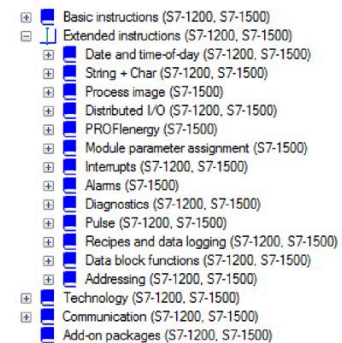 Basic instructions (S7-1200, S7-1500)
Extended instructions (S7-1200, S7-1500)
Date and time-of-day (S7-1200, S7-1500)
String + Char (S7-1200, S7-1500)
Process image (S7-1500)
Distributed I/O (S7-1200, S7-1500)
PROFIenergy (S7-1500)
Module parameter assignment (S7-1500)
Interrupts (S7-1200, S7-1500)
Alarms (S7-1500)
Diagnostics (S7-1200, S7-1500)
Pulse (S7-1200, S7-1500)
Recipes and data logging (S7-1200, S7-1500)
Data block functions (S7-1200, S7-1500)
Addressing (S7-1200, S7-1500)
Technology (S7-1200, S7-1500)
Communication (S7-1200, S7-1500)
Add-on packages (S7-1200, S7-1500)